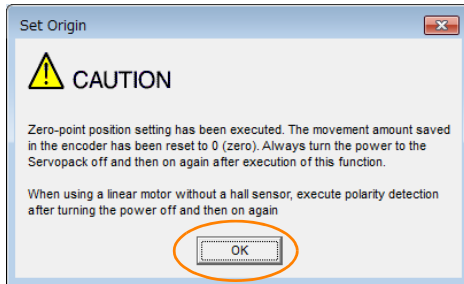 Set Origin
CAUTION
Zero-point position setting has been executed. The movement amount saved
in the encoder has been reset to 0 (zero). Always turn the power to the
Servopack off and then on again after execution of this function.
When using a linear motor without a hall sensor, execute polarity detection
after turning the power off and then on again
OK